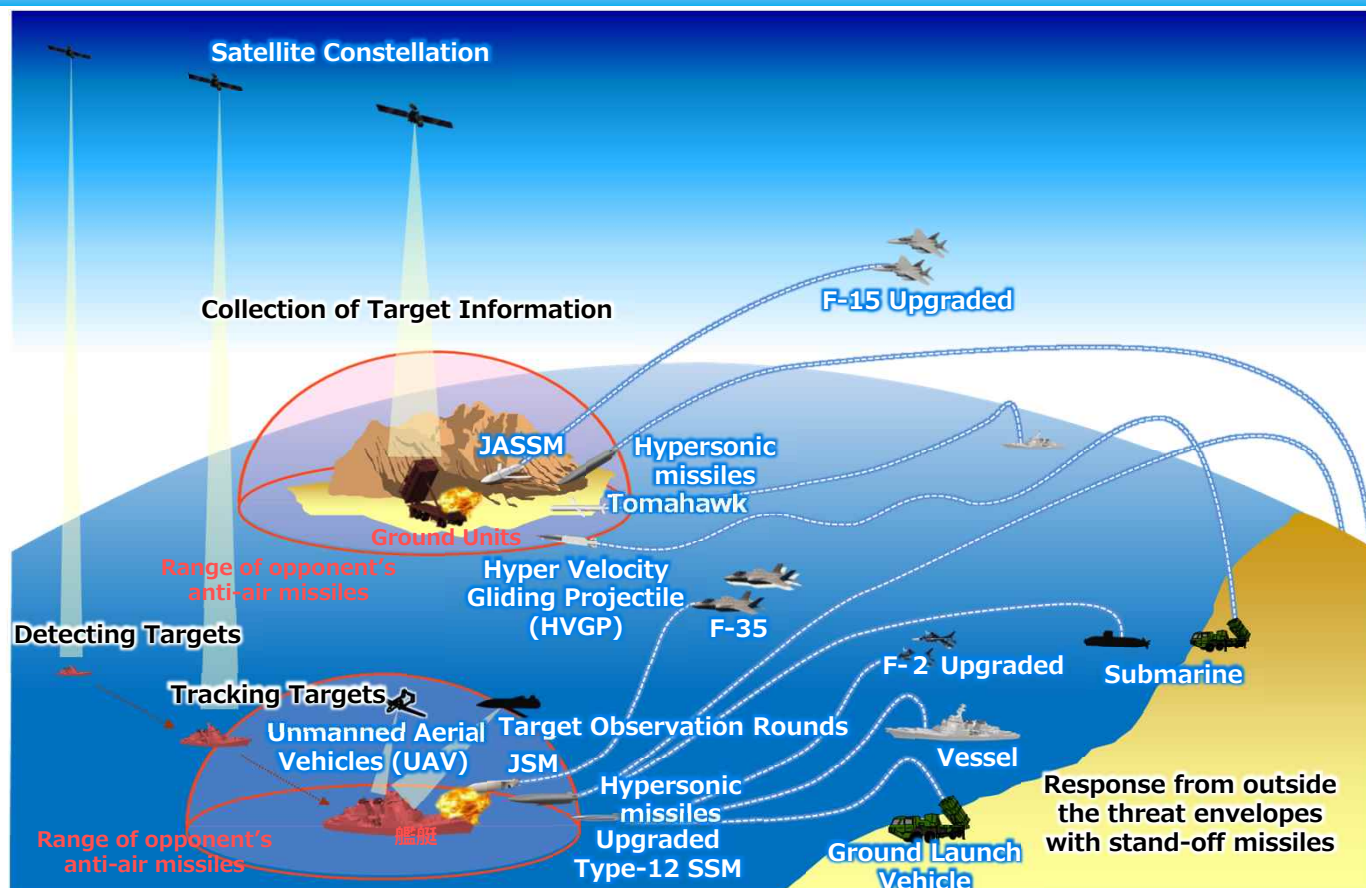 Satellite Constellation
Collection of Target Information
F-15 Upgraded
JASSM
Hypersonic
missiles
Tomahawk
Ground Units
Range of opponent's
anti-air missiles
Hyper Velocity
Gliding Projectile
(HVGP)
F-35
Detecting Targets
F-2 Upgraded
Submarine
Tracking Targets
Unmanned Aerial
Vehicles (UAV)
Target Observation Rounds
JSM
Vessel
Hypersonic
missiles
Upgraded
Type-12 SSM
艦艇
Range of opponent's
anti-air missiles
Ground Launch
Vehicle
Response from outside
the threat envelopes
with stand-off missiles